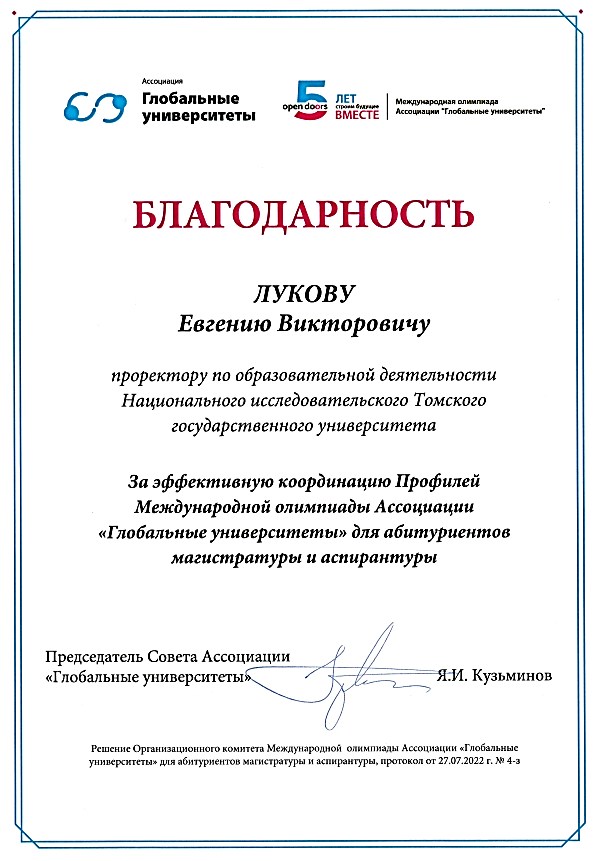 Ассоциация
Глобальные
университеты
5
open doors
ЛЕТ
строим будущее
ВМЕСТЕ
Международная олимпиада
Ассоциации "Глобальные университеты"
БЛАГОДАРНОСТЬ
ЛУКОВУ
Евгению Викторовичу
проректору по образовательной деятельности
Национального исследовательского Томского
государственного университета
За эффективную координацию Профилей
Международной олимпиады Ассоциации
«Глобальные университеты» для абитуриентов
магистратуры и аспирантуры
Председатель Совета Ассоциации
«Глобальные университеты»
Я.И. Кузьминов
Решение Организационного комитета Международной олимпиады Ассоциации «Глобальные
университеты» для абитуриентов магистратуры и аспирантуры, протокол от 27.07.2022 г. № 4-з